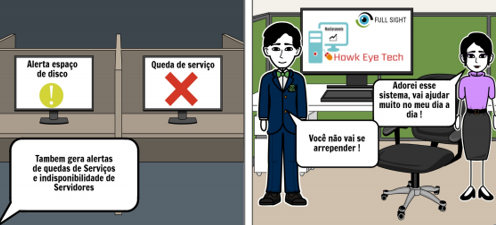 Alerta espaço
de disco
Queda de serviço
Tambem gera alertas
de quedas de Serviços
e indisponibilidade de
Servidores
FULL SIGHT
Monitoramento
Hawk Eye Tech
Adorei esse
sistema, vai ajudar
muito no meu dia a
dia !
Você não vai se
arrepender !